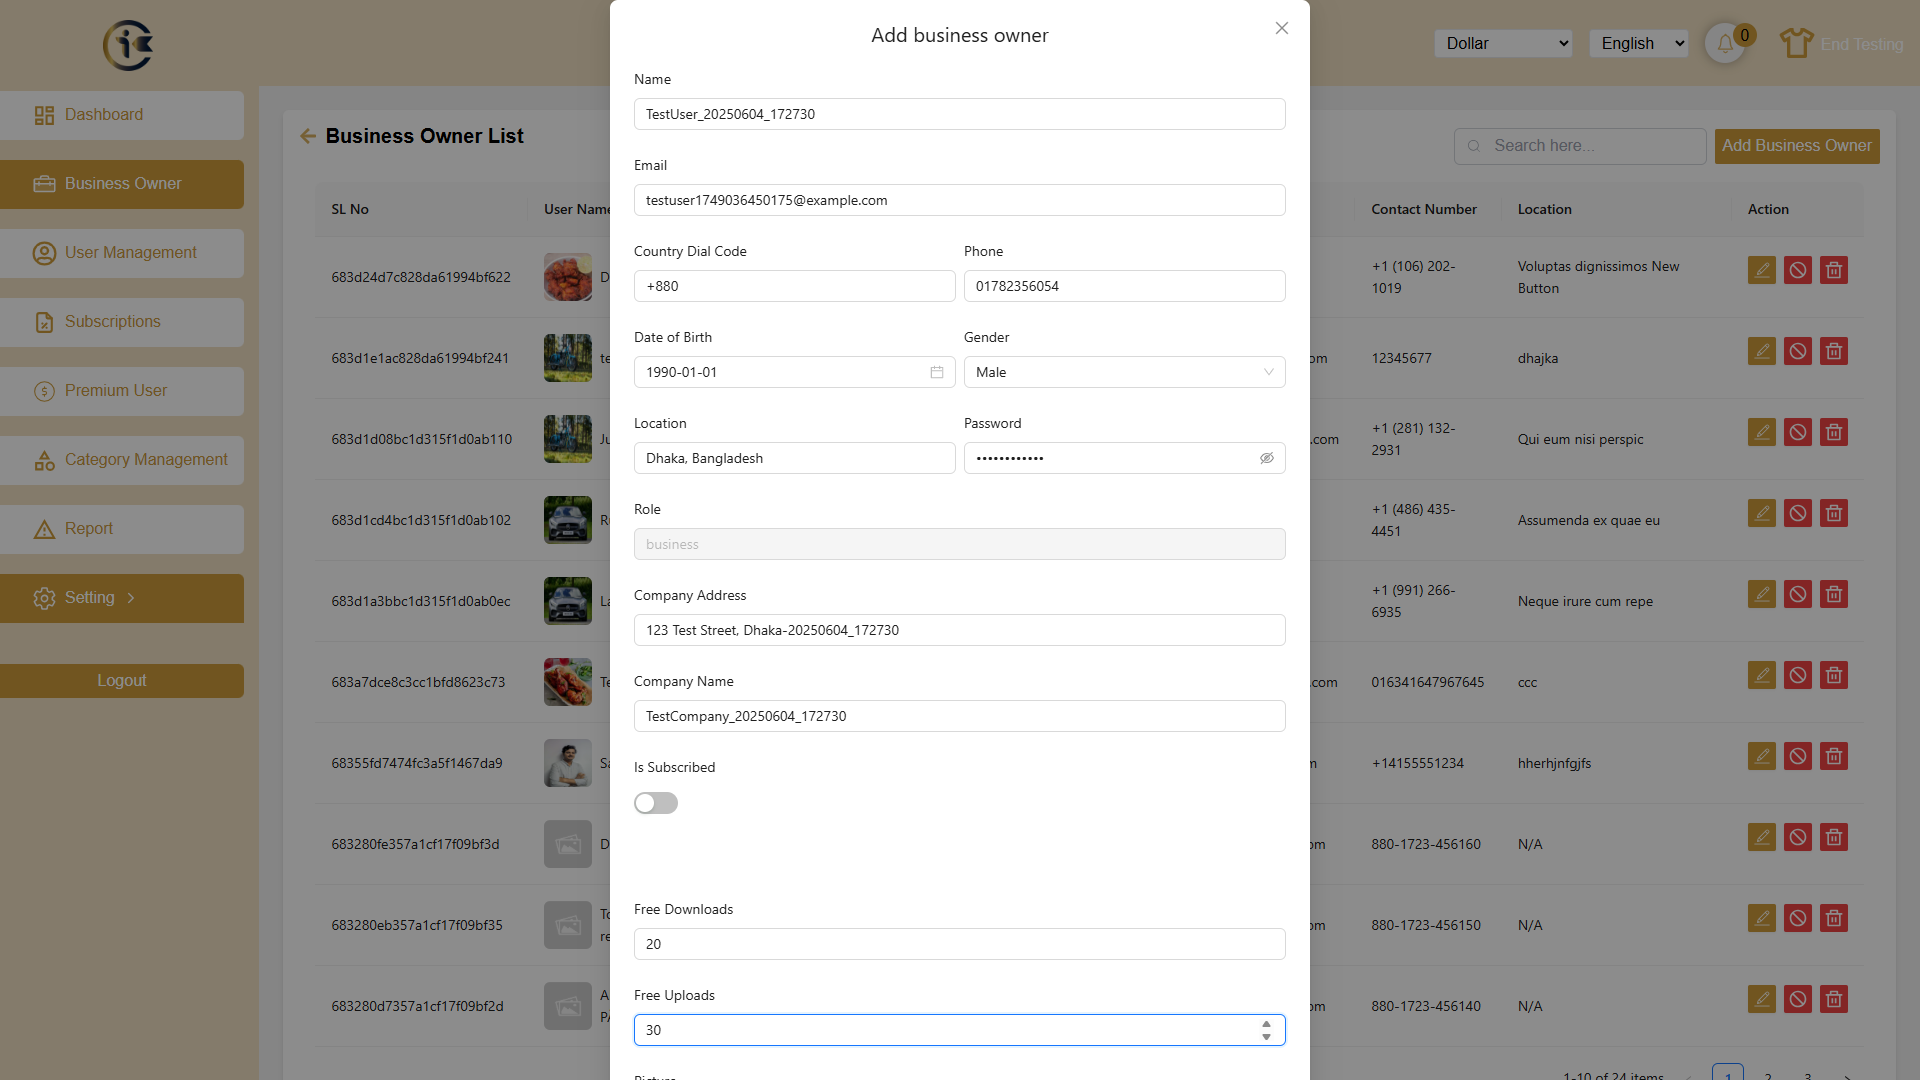 Add business owner
Dollar
English
0
End Testing
Dashboard
Business Owner
User Management
Subscriptions
Premium User
Category Management
Report
Setting
Logout
Business Owner List
Search here...
Add Business Owner
SL No
User Name
Contact Number
Location
Action
683d24d7c828da61994bf622
D
+1 (106) 202-
1019
Voluptas dignissimos New
Button
683d1e1ac828da61994bf241
te
om
12345677
dhajka
683d1d08bc1d315f1d0ab110
Ju
.com
+1 (281) 132-
2931
Qui eum nisi perspic
683d1cd4bc1d315f1d0ab102
+1 (486) 435-
4451
Assumenda ex quae eu
683d1a3bbc1d315f1d0ab0ec
La
+1 (991) 266-
6935
Neque irure cum repe
683a7dce8c3cc1bfd8623c73
Te
.com
016341647967645
ccc
68355fd7474fc3a5f1467da9
Sa
+14155551234
hherhjnfgjfs
683280fe357a1cf17f09bf3d
D
om
880-1723-456160
N/A
683280eb357a1cf17f09bf35
To
re
om
880-1723-456150
N/A
683280d7357a1cf17f09bf2d
A
PA
om
880-1723-456140
N/A
1-10 of 24 items
1
2
3
Name
TestUser_20250604_172730
Email
testuser1749036450175@example.com
Country Dial Code
Phone
+880
01782356054
Date of Birth
Gender
1990-01-01
Male
Location
Password
Dhaka, Bangladesh
••••••••••••
Role
business
Company Address
123 Test Street, Dhaka-20250604_172730
Company Name
TestCompany_20250604_172730
Is Subscribed
Free Downloads
20
Free Uploads
30
Picture